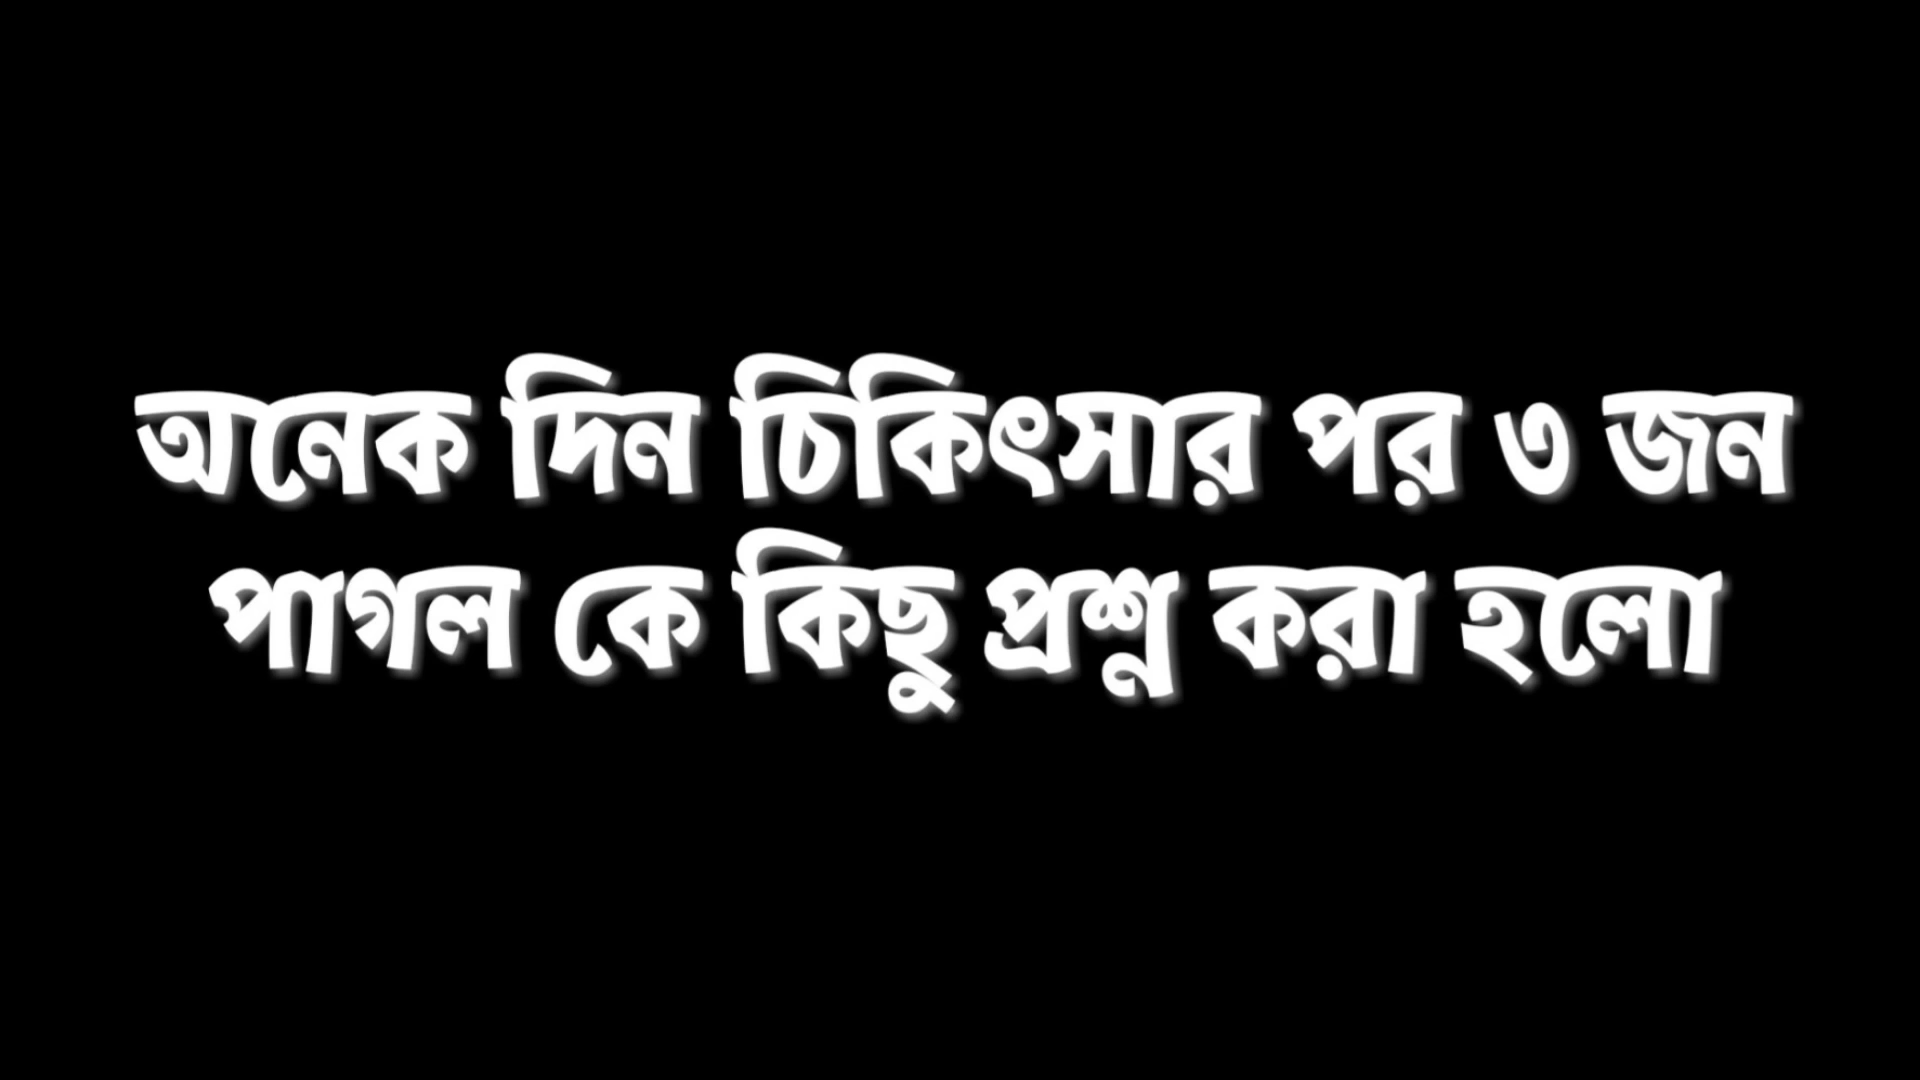 অনেক দিন চিকিৎসার পর ৩ জন
পাগল কে কিছু প্রশ্ন করা হলো